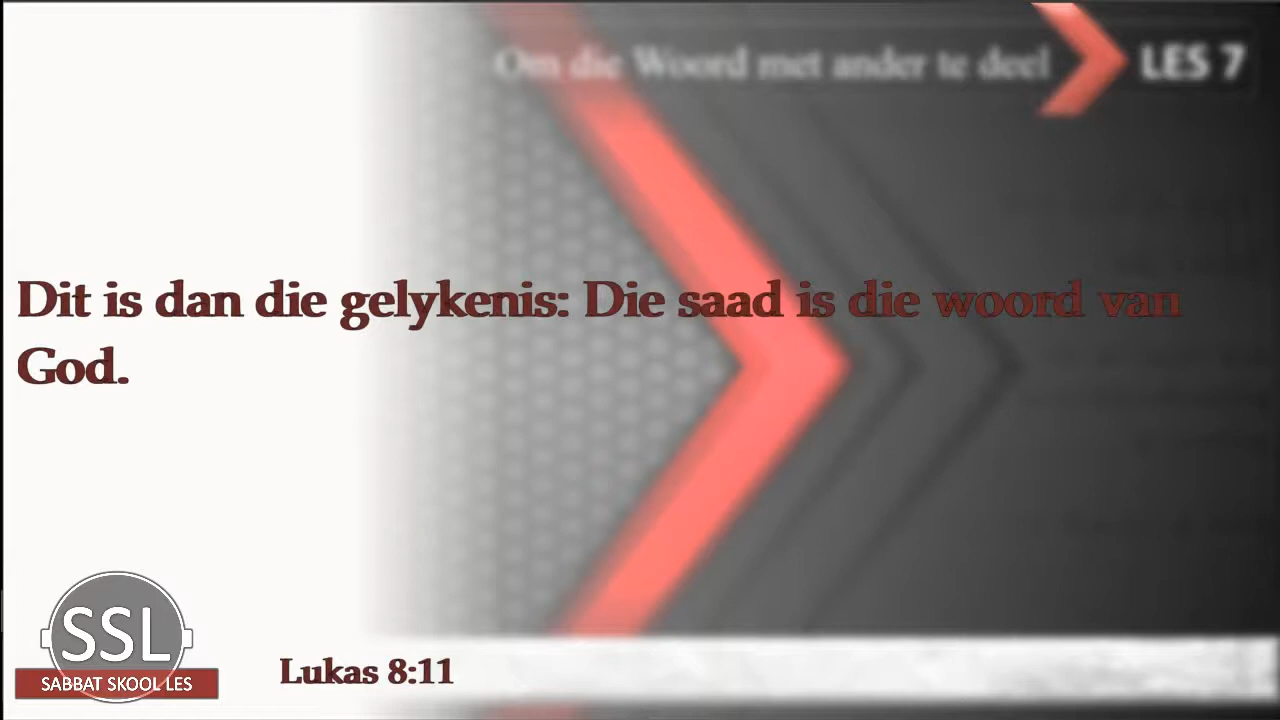 Om die Woord met ander te deel LES 7
Dit is dan die gelykenis: Die saad is die woord van
God.
SSL
SABBAT SKOOL LES
Lukas 8:11